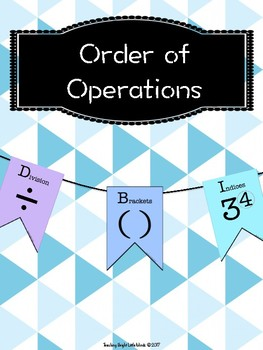 Order of
Operations
Division
÷
Brackets
()
Indices
3⁴
Teaching Bright Little Minds © 2017